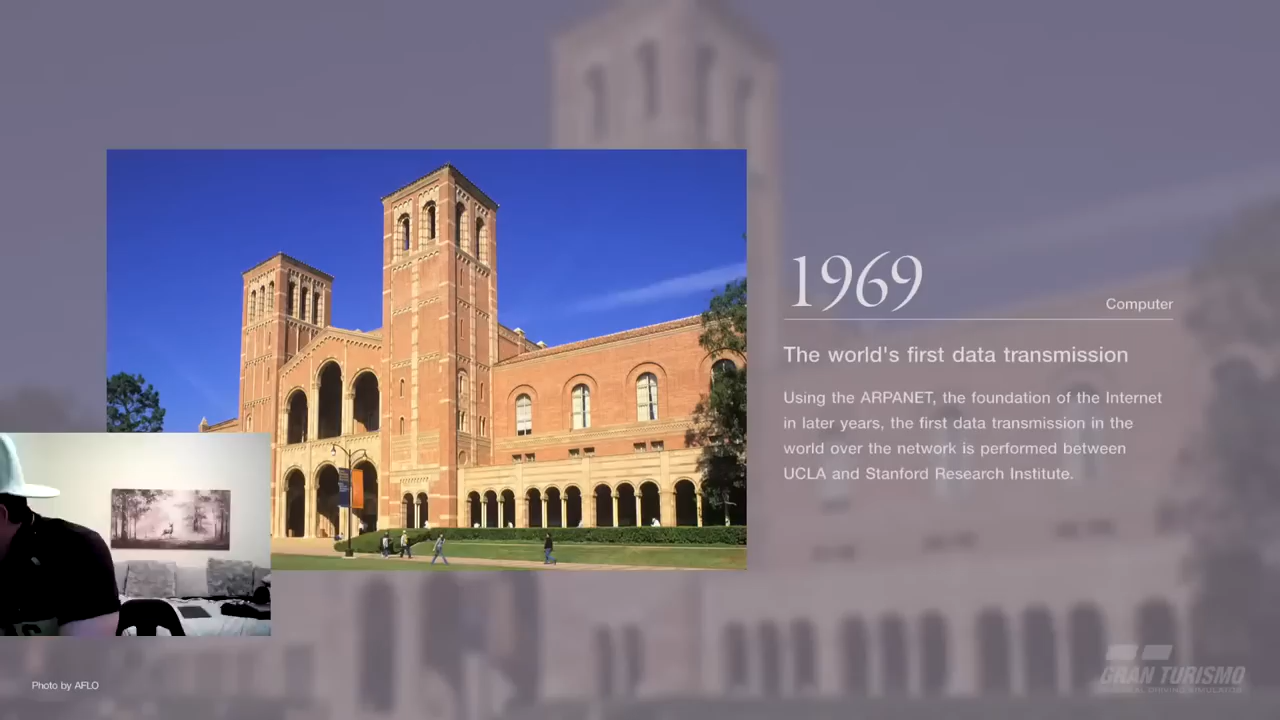 1969
Computer
The world's first data transmission
Using the ARPANET, the foundation of the Internet
in later years, the first data transmission in the
world over the network is performed between
UCLA and Stanford Research Institute.
Photo by AFLO
GRAN TURISMO